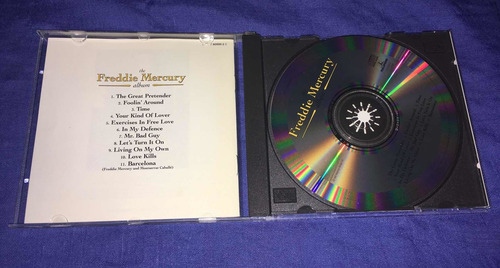 the
Freddie Mercury
album
1. The Great Pretender
2. Foolin' Around
3. Time
4. Your Kind Of Lover
5. Exercises In Free Love
6. In My Defence
7. Mr. Bad Guy
8. Let's Turn It On
9. Living On My Own
10. Love Kills
11. Barcelona
(Freddie Mercury and Montserrat Caballé)
Freddie Mercury